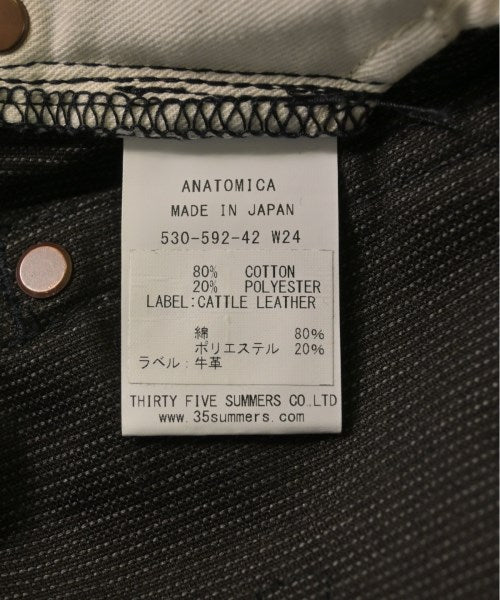 ANATOMICA
MADE IN JAPAN
530-592-42 W24
80% COTTON
20% POLYESTER
LABEL:CATTLE LEATHER
綿 80%
ポリエステル 20%
ラベル:牛革
THIRTY FIVE SUMMERS CO.,LTD
www.35summers.com